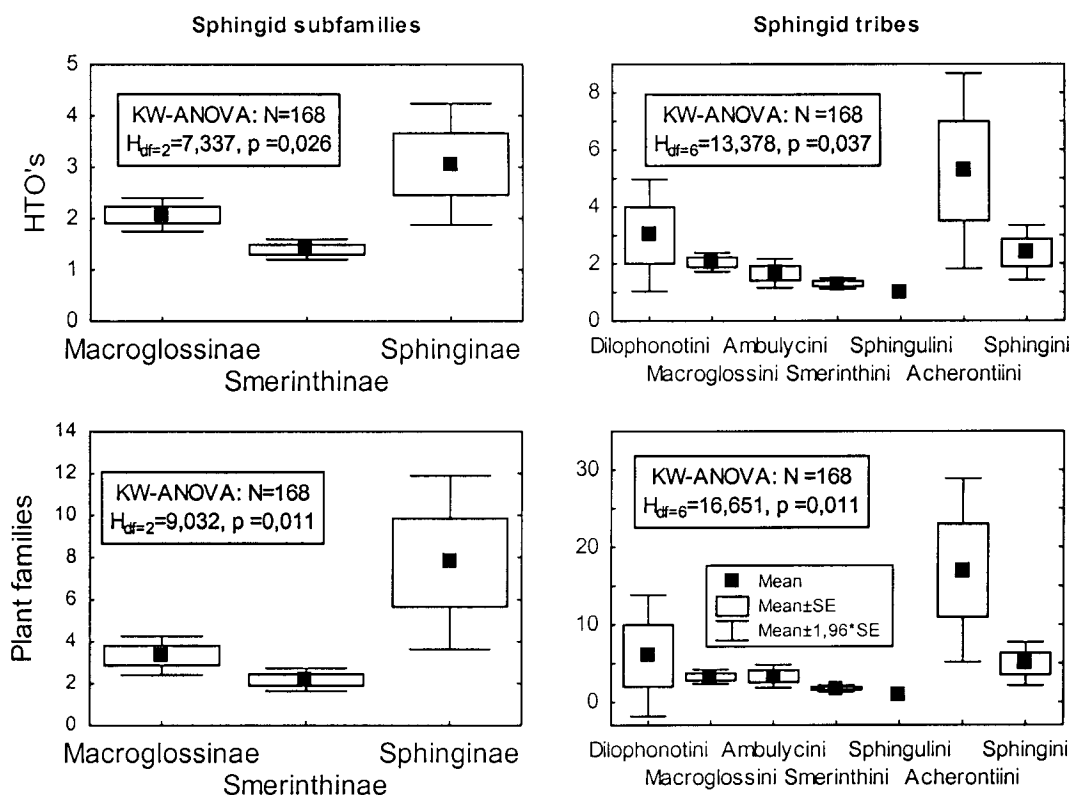 Sphingid subfamilies
Sphingid tribes
HTO's
5
4
3
2
1
0
KW-ANOVA: N=168
Hdf=2=7,337, p =0,026
Macroglossinae
Sphinginae
Smerinthinae
8
6
4
2
0
KW-ANOVA: N =168
Hdf=6=13,378, p =0,037
Dilophonotini Ambulycini Sphingulini Sphingini
Macroglossini Smerinthini Acherontiini
Plant families
14
12
10
8
6
4
2
0
KW-ANOVA: N=168
Hdf=2=9,032, p =0,011
Macroglossinae
Sphinginae
Smerinthinae
30
20
10
0
KW-ANOVA: N=168
Hdf=6=16,651, p =0,011
Mean
Mean±SE
Mean±1,96*SE
Dilophonotini Ambulycini Sphingulini Sphingini
Macroglossini Smerinthini Acherontiini